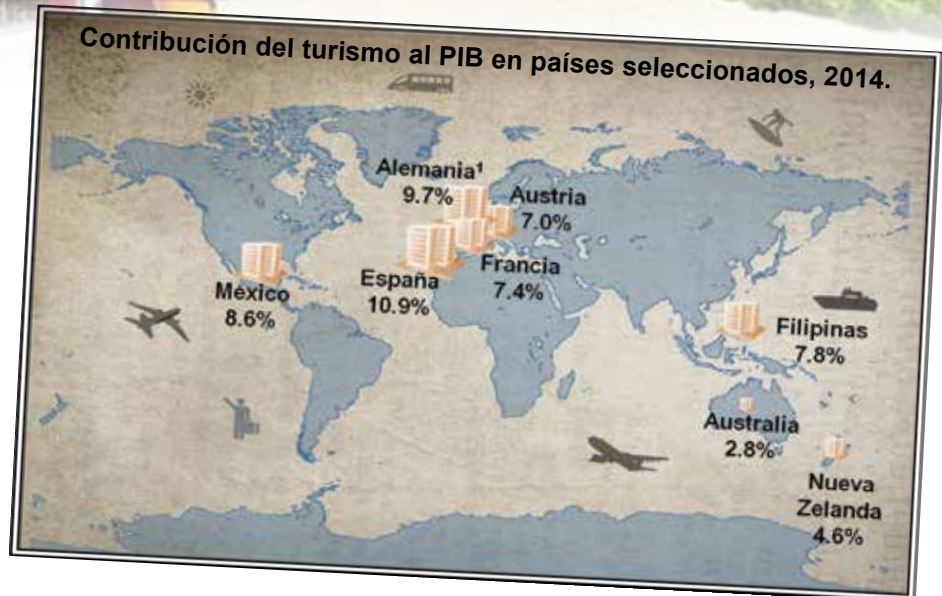 Contribución del turismo al PIB en países seleccionados, 2014.
Alemania¹
9.7%
Austria
7.0%
Francia
7.4%
España
10.9%
México
8.6%
Filipinas
7.8%
Australia
2.8%
Nueva
Zelanda
4.6%